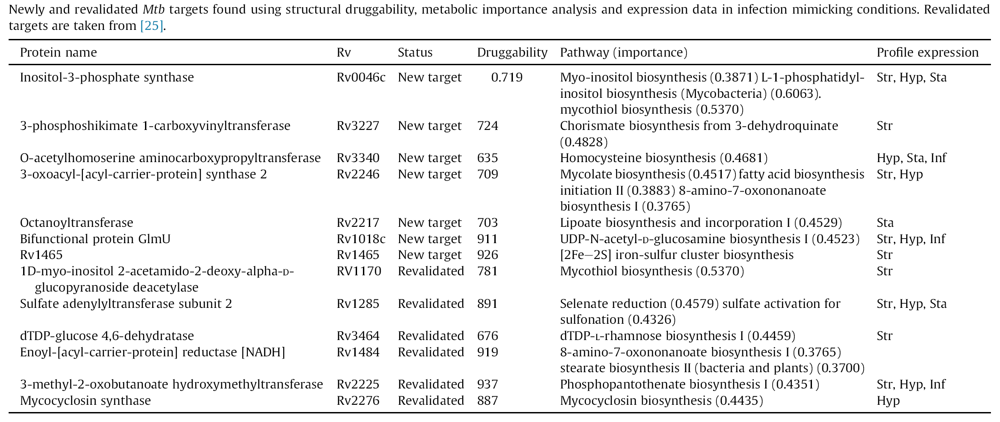 Newly and revalidated Mtb targets found using structural druggability, metabolic importance analysis and expression data in infection mimicking conditions. Revalidated
targets are taken from [25].
Protein name Rv Status Druggability Pathway (importance) Profile expression
Inositol-3-phosphate synthase Rv0046c New target 0.719 Myo-inositol biosynthesis (0.3871) L-1-phosphatidyl- Str, Hyp, Sta
inositol biosynthesis (Mycobacteria) (0.6063).
mycothiol biosynthesis (0.5370)
3-phosphoshikimate 1-carboxyvinyltransferase Rv3227 New target 724 Chorismate biosynthesis from 3-dehydroquinate Str
(0.4828)
O-acetylhomoserine aminocarboxypropyltransferase Rv3340 New target 635 Homocysteine biosynthesis (0.4681) Hyp, Sta, Inf
3-oxoacyl-[acyl-carrier-protein] synthase 2 Rv2246 New target 709 Mycolate biosynthesis (0.4517) fatty acid biosynthesis Str, Hyp
initiation II (0.3883) 8-amino-7-oxononanoate
biosynthesis I (0.3765)
Octanoyltransferase Rv2217 New target 703 Lipoate biosynthesis and incorporation I (0.4529) Sta
Bifunctional protein GlmU Rv1018c New target 911 UDP-N-acetyl-D-glucosamine biosynthesis I (0.4523) Str, Hyp, Inf
Rv1465 Rv1465 New target 926 [2Fe–2S] iron-sulfur cluster biosynthesis Str
1D-myo-inositol 2-acetamido-2-deoxy-alpha-D- RV1170 Revalidated 781 Mycothiol biosynthesis (0.5370) Str
glucopyranoside deacetylase
Sulfate adenylyltransferase subunit 2 Rv1285 Revalidated 891 Selenate reduction (0.4579) sulfate activation for Str, Hyp, Sta
sulfonation (0.4326)
dTDP-glucose 4,6-dehydratase Rv3464 Revalidated 676 dTDP-L-rhamnose biosynthesis I (0.4459) Str
Enoyl-[acyl-carrier-protein] reductase [NADH] Rv1484 Revalidated 919 8-amino-7-oxononanoate biosynthesis I (0.3765)
stearate biosynthesis II (bacteria and plants) (0.3700)
3-methyl-2-oxobutanoate hydroxymethyltransferase Rv2225 Revalidated 937 Phosphopantothenate biosynthesis I (0.4351) Str, Hyp, Inf
Mycocyclosin synthase Rv2276 Revalidated 887 Mycocyclosin biosynthesis (0.4435) Hyp